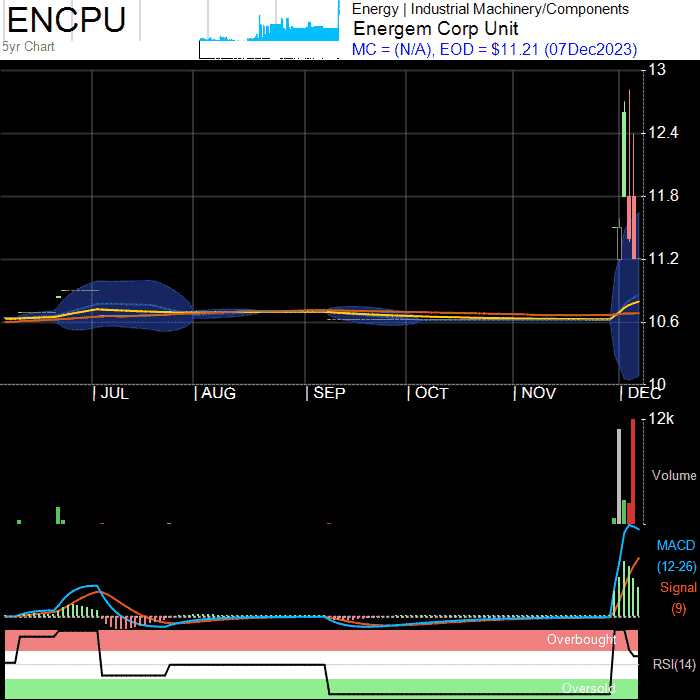 ENCPU
5yr Chart
Energy | Industrial Machinery/Components
Energem Corp Unit
MC = (N/A), EOD = $11.21 (07Dec2023)
13
12.4
11.8
11.2
10.6
10
JUL AUG SEP OCT NOV DEC
12k
Volume
MACD
(12-26)
Signal
(9)
Overbought
RSI(14)
Oversold